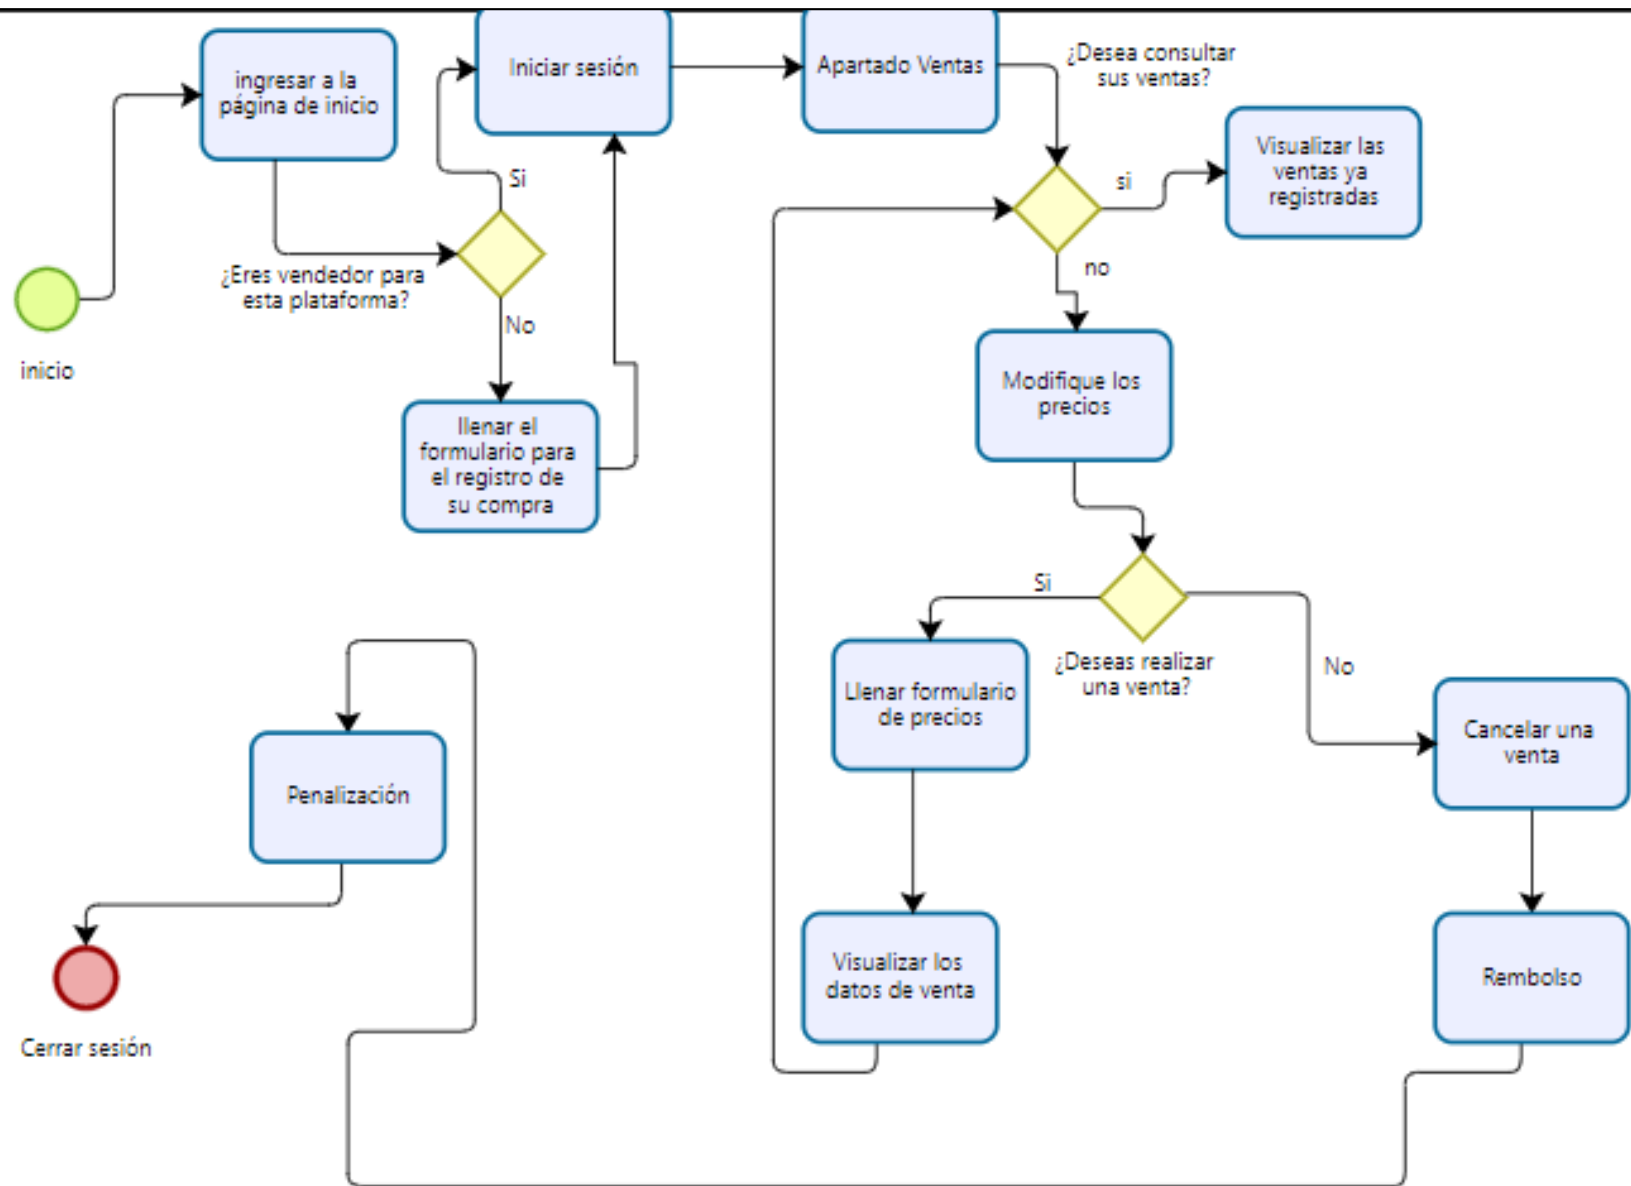 ingresar a la
página de inicio
Iniciar sesión
Apartado Ventas
¿Desea consultar
sus ventas?
Visualizar las
ventas ya
registradas
si
no
Si
¿Eres vendedor para
esta plataforma?
No
inicio
llenar el
formulario para
el registro de
su compra
Modifique los
precios
Si
¿Deseas realizar
una venta?
No
Llenar formulario
de precios
Cancelar una
venta
Penalización
Visualizar los
datos de venta
Rembolso
Cerrar sesión